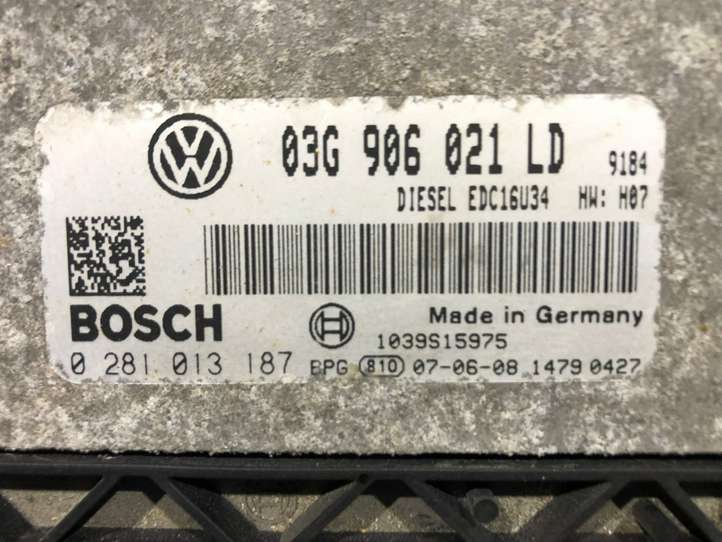 03G 906 021 LD 9184
DIESEL EDC16U34 HW: H07
BOSCH
Made in Germany
1039S15975
0 281 013 187 BPG 810 07-06-08 1479 0427